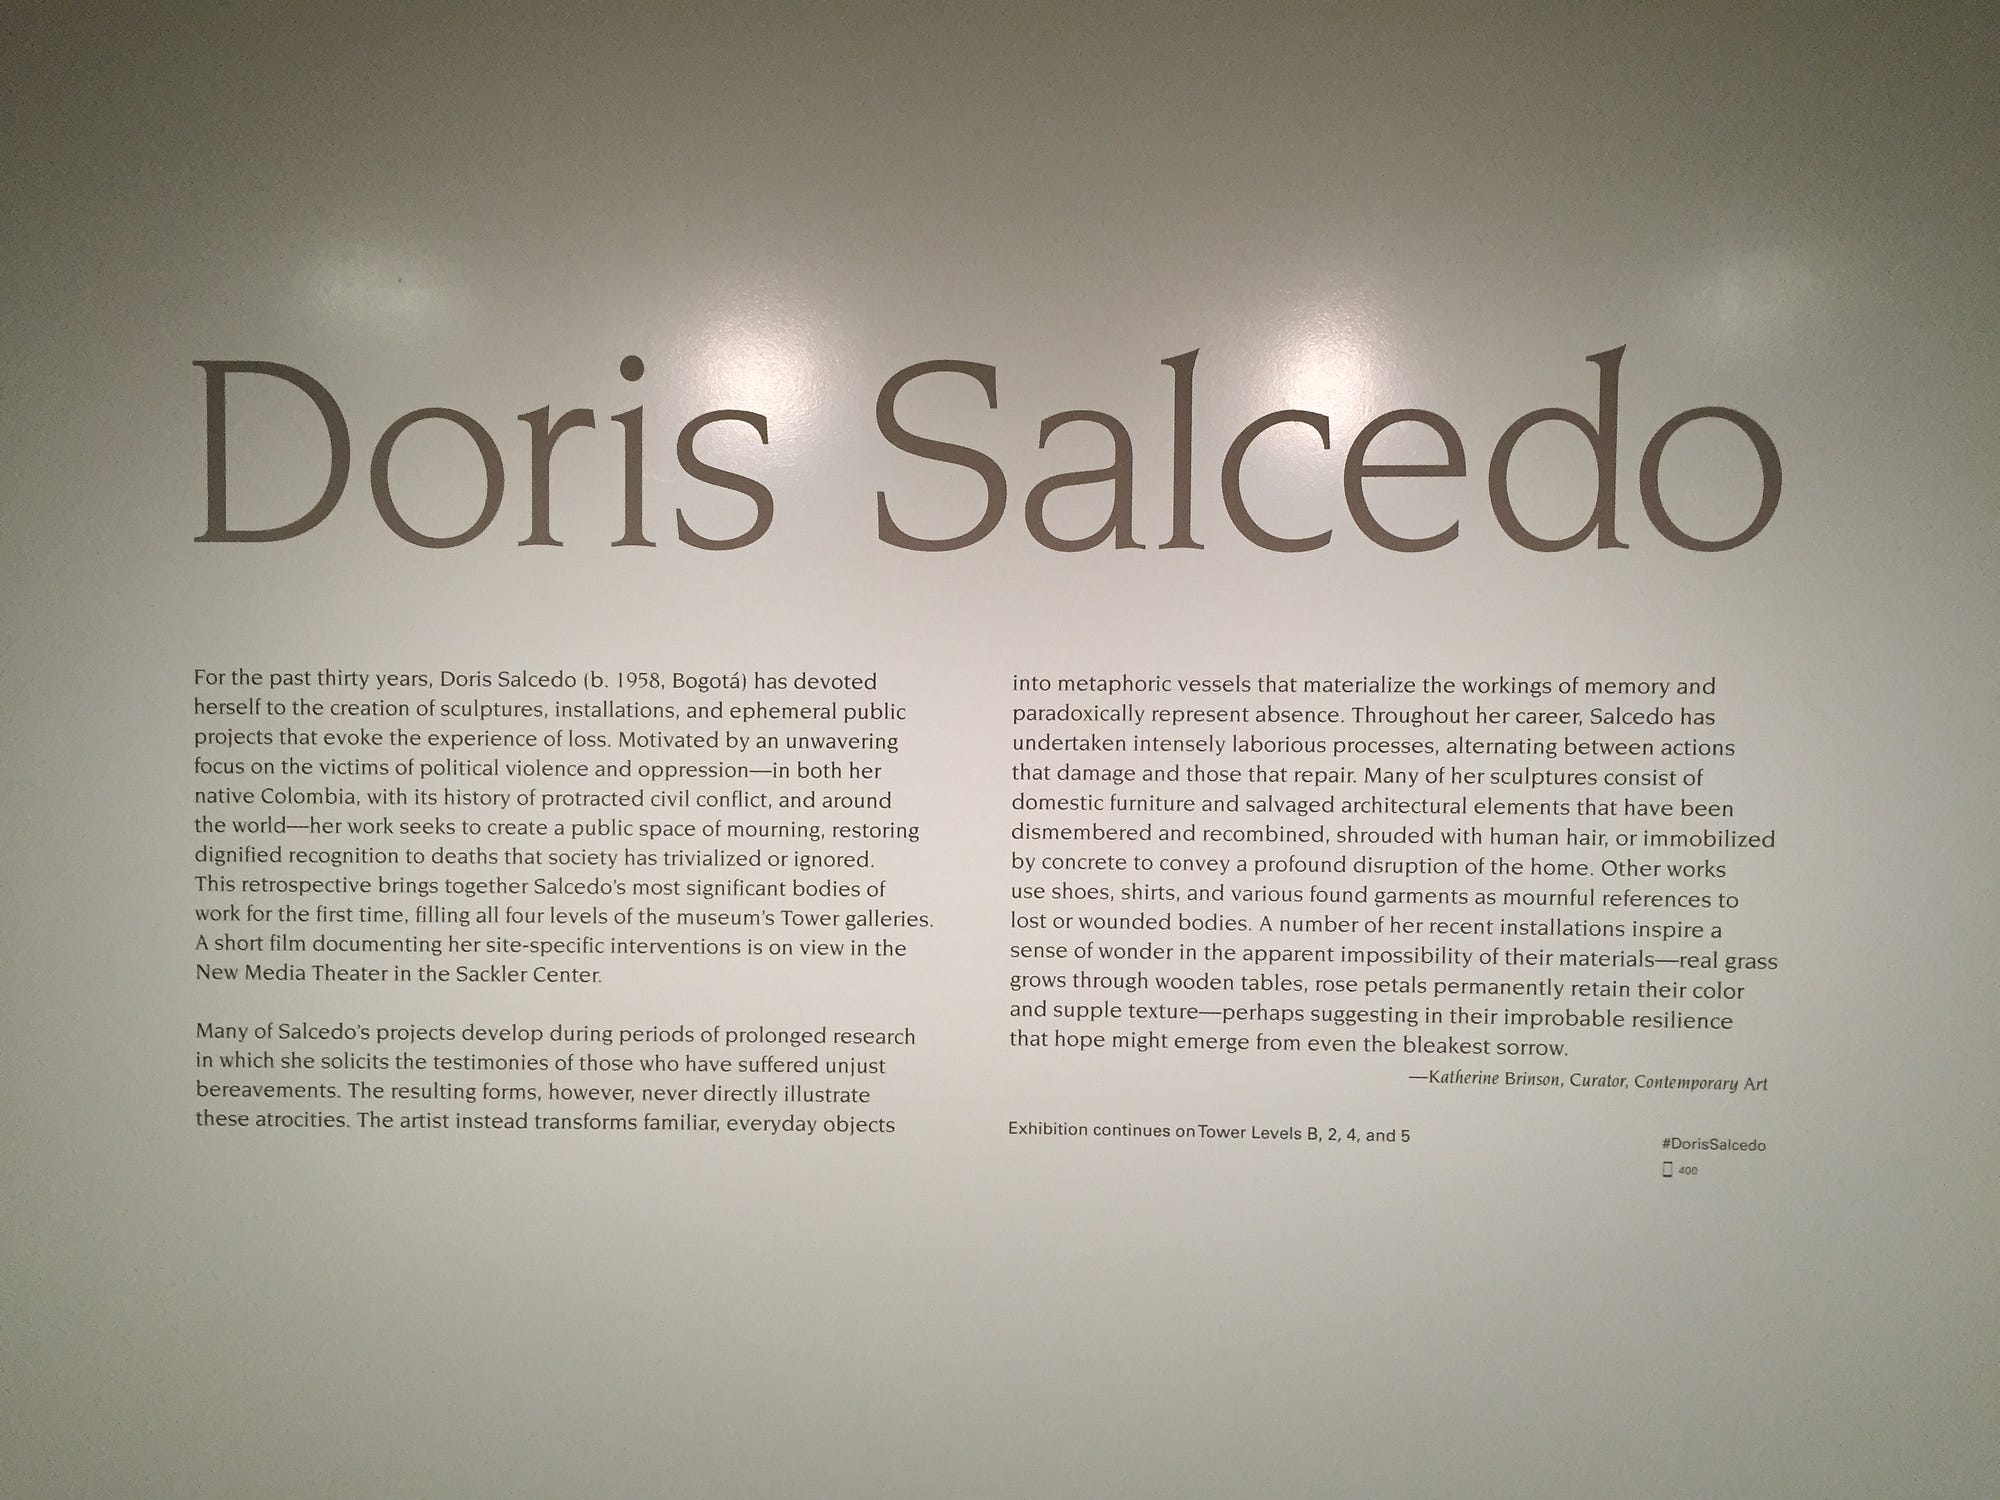 Doris Salcedo
For the past thirty years, Doris Salcedo (b. 1958, Bogotá) has devoted
herself to the creation of sculptures, installations, and ephemeral public
projects that evoke the experience of loss. Motivated by an unwavering
focus on the victims of political violence and oppression—in both her
native Colombia, with its history of protracted civil conflict, and around
the world—her work seeks to create a public space of mourning, restoring
dignified recognition to deaths that society has trivialized or ignored.
This retrospective brings together Salcedo's most significant bodies of
work for the first time, filling all four levels of the museum's Tower galleries.
A short film documenting her site-specific interventions is on view in the
New Media Theater in the Sackler Center.
Many of Salcedo's projects develop during periods of prolonged research
in which she solicits the testimonies of those who have suffered unjust
bereavements. The resulting forms, however, never directly illustrate
these atrocities. The artist instead transforms familiar, everyday objects
into metaphoric vessels that materialize the workings of memory and
paradoxically represent absence. Throughout her career, Salcedo has
undertaken intensely laborious processes, alternating between actions
that damage and those that repair. Many of her sculptures consist of
domestic furniture and salvaged architectural elements that have been
dismembered and recombined, shrouded with human hair, or immobilized
by concrete to convey a profound disruption of the home. Other works
use shoes, shirts, and various found garments as mournful references to
lost or wounded bodies. A number of her recent installations inspire a
sense of wonder in the apparent impossibility of their materials—real grass
grows through wooden tables, rose petals permanently retain their color
and supple texture—perhaps suggesting in their improbable resilience
that hope might emerge from even the bleakest sorrow.
—Katherine Brinson, Curator, Contemporary Art
Exhibition continues on Tower Levels B, 2, 4, and 5
#DorisSalcedo
400